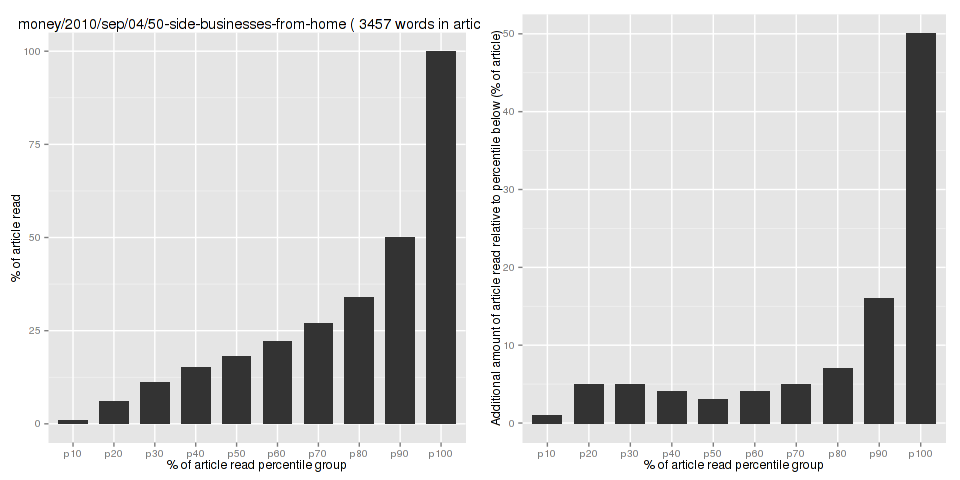 money/2010/sep/04/50-side-businesses-from-home ( 3457 words in artic
% of article read
100
75
50
25
0
p10 p20 p30 p40 p50 p60 p70 p80 p90 p100
% of article read percentile group
Additional amount of article read relative to percentile below (% of article)
50
40
30
20
10
0
p10 p20 p30 p40 p50 p60 p70 p80 p90 p100
% of article read percentile group